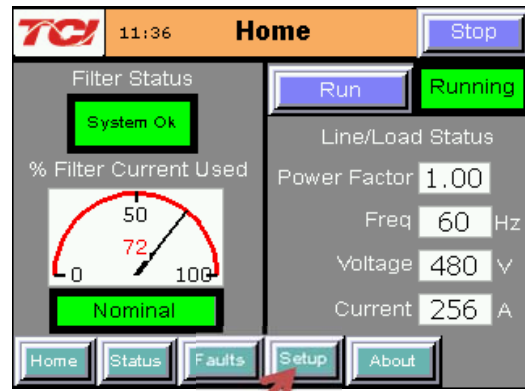 TCI 11:36 Home Stop
Filter Status
System Ok
% Filter Current Used
50
72
0 100
Nominal
Run Running
Line/Load Status
Power Factor 1.00
Freq 60 Hz
Voltage 480 V
Current 256 A
Home Status Faults Setup About